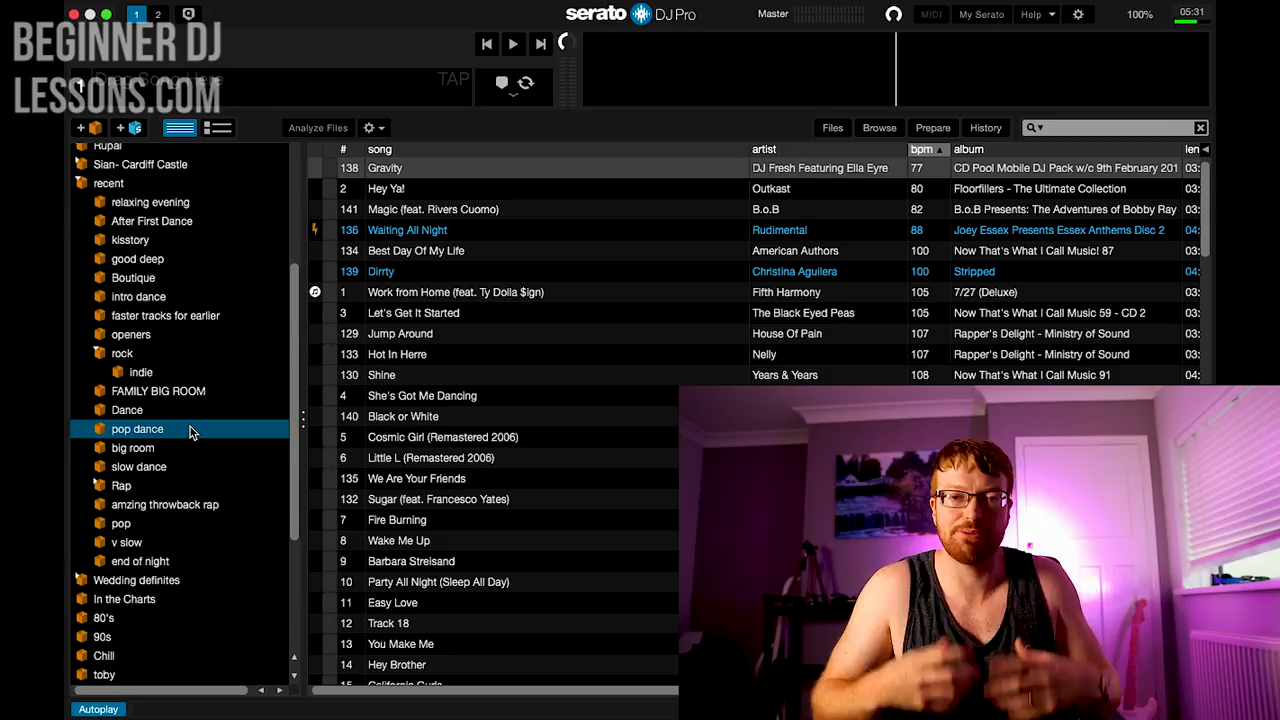 1 2
serato DJ Pro
Master
MIDI
My Serato
Help
100%
05:31
BEGINNER DJ
LESSONS.COM
1 Drag Song Here
TAP
+ + Analyze Files
Files Browse Prepare History
# song artist bpm album len
Rupal
Sian- Cardiff Castle
recent
relaxing evening
After First Dance
kisstory
good deep
Boutique
intro dance
faster tracks for earlier
openers
rock
indie
FAMILY BIG ROOM
Dance
pop dance
big room
slow dance
Rap
amzing throwback rap
pop
v slow
end of night
Wedding definites
In the Charts
80's
90s
Chill
toby
138 Gravity DJ Fresh Featuring Ella Eyre 77 CD Pool Mobile DJ Pack w/c 9th February 201 03:
2 Hey Ya! Outkast 80 Floorfillers - The Ultimate Collection 03:
141 Magic (feat. Rivers Cuomo) B.o.B 82 B.o.B Presents: The Adventures of Bobby Ray 03:
136 Waiting All Night Rudimental 88 Joey Essex Presents Essex Anthems Disc 2 04:
134 Best Day Of My Life American Authors 100 Now That's What I Call Music! 87 03:
139 Dirrty Christina Aguilera 100 Stripped 04:
1 Work from Home (feat. Ty Dolla $ign) Fifth Harmony 105 7/27 (Deluxe) 03:
3 Let's Get It Started The Black Eyed Peas 105 Now That's What I Call Music 59 - CD 2 03:
129 Jump Around House Of Pain 107 Rapper's Delight - Ministry of Sound 03:
133 Hot In Herre Nelly 107 Rapper's Delight - Ministry of Sound 03:
130 Shine Years & Years 108 Now That's What I Call Music 91 04:
4 She's Got Me Dancing
140 Black or White
5 Cosmic Girl (Remastered 2006)
6 Little L (Remastered 2006)
135 We Are Your Friends
132 Sugar (feat. Francesco Yates)
7 Fire Burning
8 Wake Me Up
9 Barbara Streisand
10 Party All Night (Sleep All Day)
11 Easy Love
12 Track 18
13 You Make Me
14 Hey Brother
15 California Gurls
Autoplay